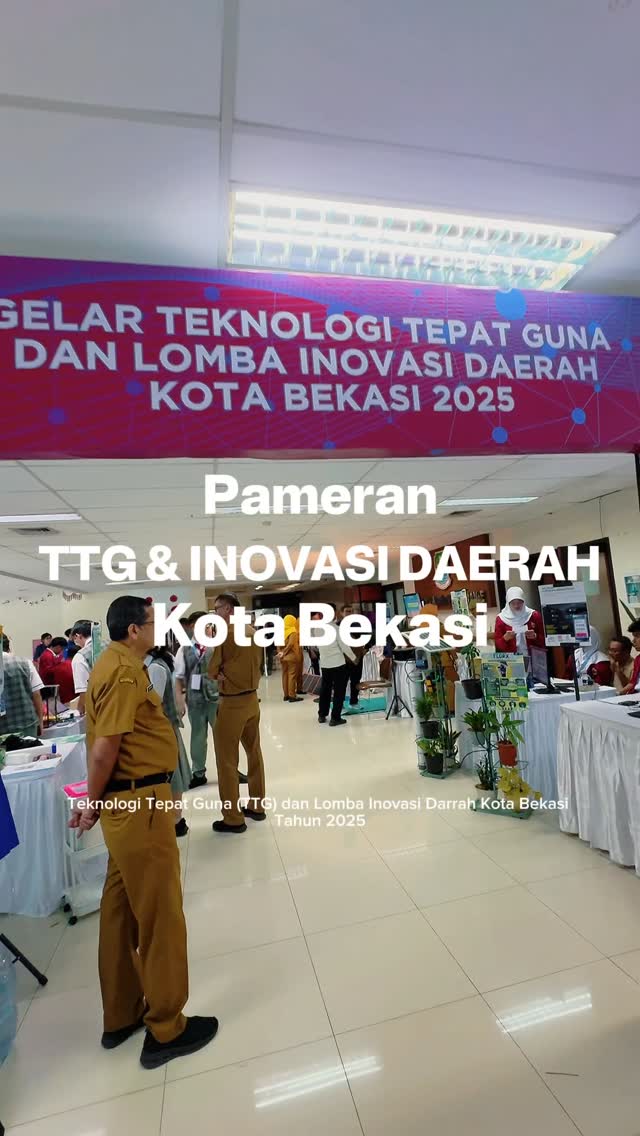 GELAR TEKNOLOGI TEPAT GUNA
DAN LOMBA INOVASI DAERAH
KOTA BEKASI 2025
Pameran
TTG & INOVASI DAERAH
Kota Bekasi
Teknologi Tepat Guna (TTG) dan Lomba Inovasi Darrah Kota Bekasi
Tahun 2025